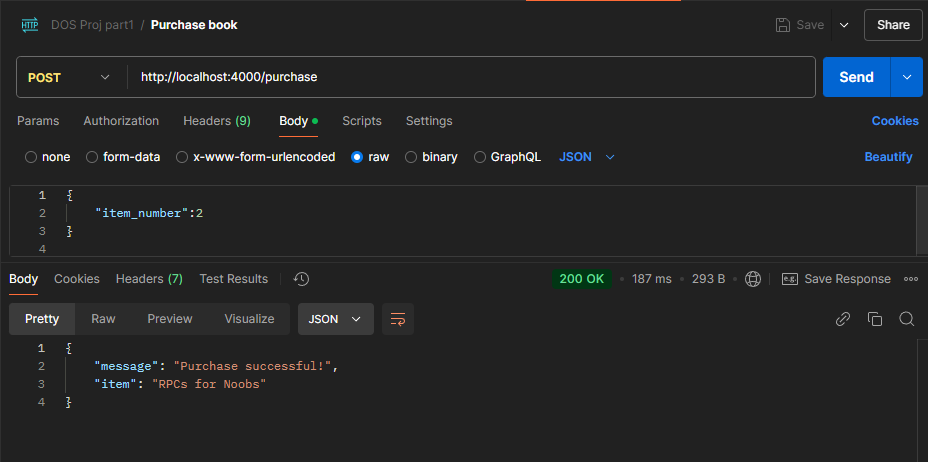 HTTP DOS Proj part1 / Purchase book Save Share
POST http://localhost:4000/purchase Send
Params Authorization Headers (9) Body Scripts Settings Cookies
none form-data x-www-form-urlencoded raw binary GraphQL JSON Beautify
1 {
2 "item_number":2
3 }
4
Body Cookies Headers (7) Test Results 200 OK • 187 ms • 293 B e.g. Save Response
Pretty Raw Preview Visualize JSON
1 {
2 "message": "Purchase successful!",
3 "item": "RPCs for Noobs"
4 }